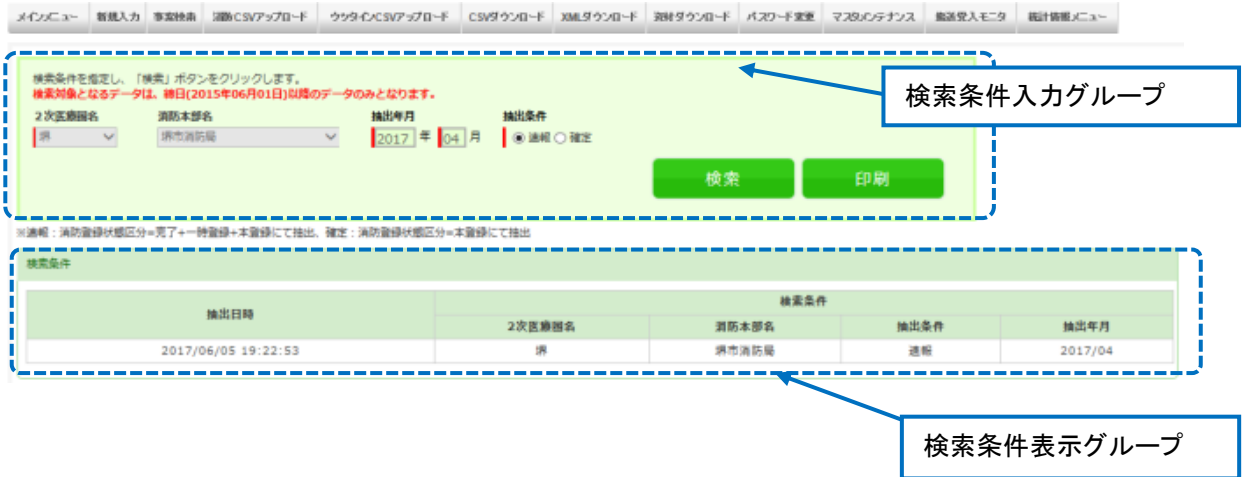 メインメニュー 新規入力 事案検索 消防CSVアップロード ウツタインCSVアップロード CSVダウンロード XMLダウンロード 資材ダウンロード パスワード変更 マスタメンテナンス 搬送受入モニタ 統計情報メニュー
検索条件を指定し、「検索」ボタンをクリックします。
検索対象となるデータは、稼日(2015年06月01日)以降のデータのみとなります。
2次医療圏名 消防本部名 抽出年月 抽出条件
堺 堺市消防局 2017 年 04 月 速報 確定
検索 印刷
検索条件入力グループ
※速報：消防登録状態区分=完了+一時登録+本登録にて抽出、確定：消防登録状態区分=本登録にて抽出
検索条件
抽出日時 検索条件
2次医療圏名 消防本部名 抽出条件 抽出年月
2017/06/05 19:22:53 堺 堺市消防局 速報 2017/04
検索条件表示グループ